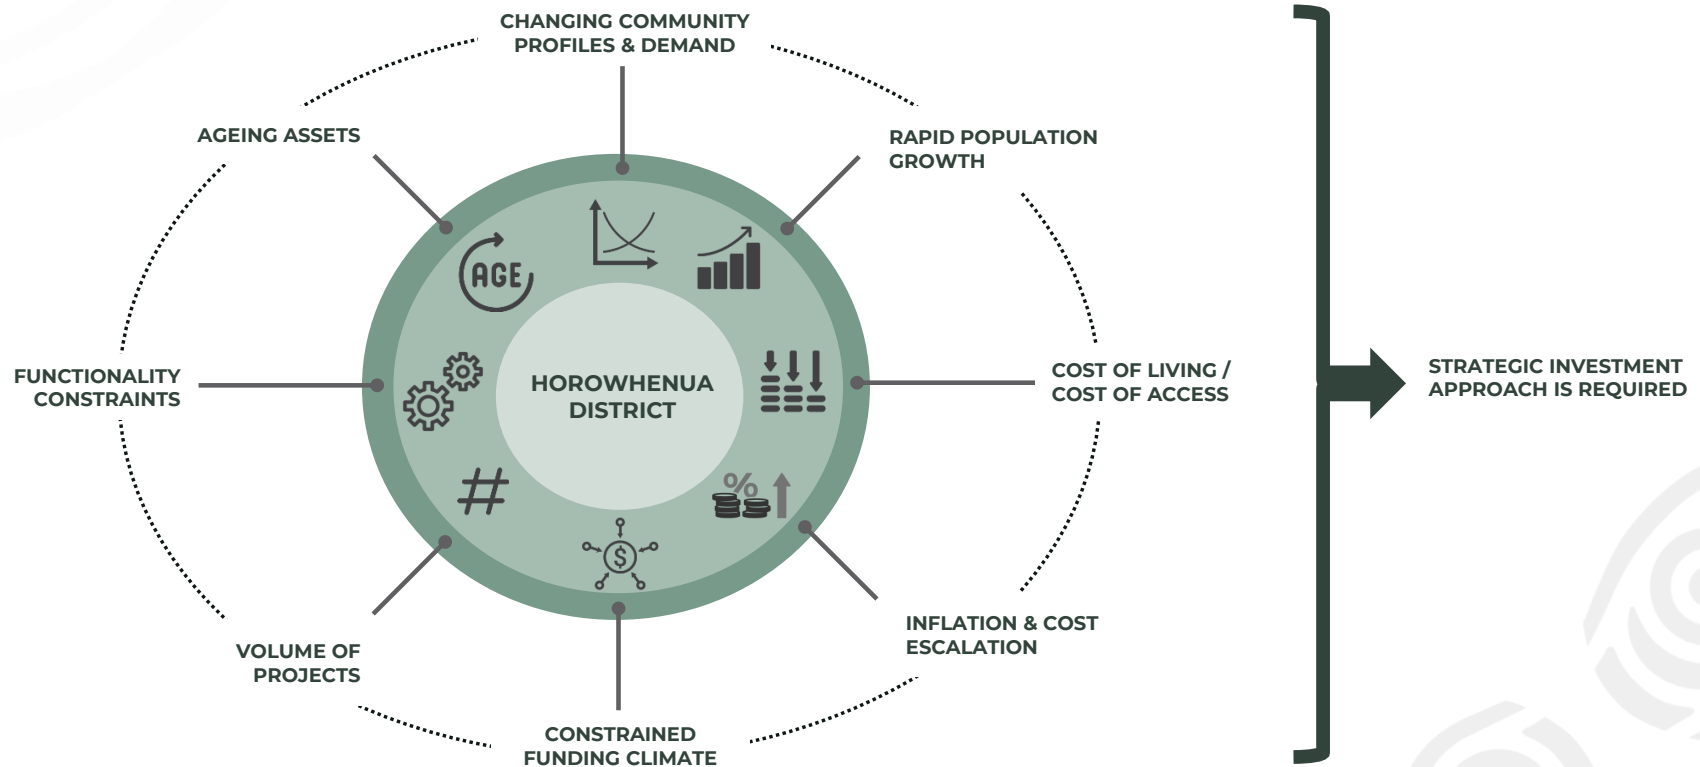 CHANGING COMMUNITY
PROFILES & DEMAND
AGEING ASSETS
RAPID POPULATION
GROWTH
AGE
FUNCTIONALITY
CONSTRAINTS
HOROWHENUA
DISTRICT
COST OF LIVING /
COST OF ACCESS
STRATEGIC INVESTMENT
APPROACH IS REQUIRED
#
%
$
VOLUME OF
PROJECTS
INFLATION & COST
ESCALATION
CONSTRAINED
FUNDING CLIMATE